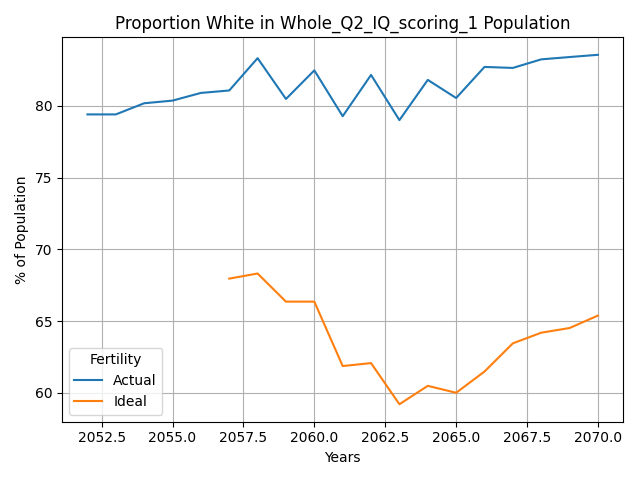 Proportion White in Whole_Q2_IQ_scoring_1 Population
% of Population
80
75
70
65
60
Fertility
Actual
Ideal
2052.5 2055.0 2057.5 2060.0 2062.5 2065.0 2067.5 2070.0
Years